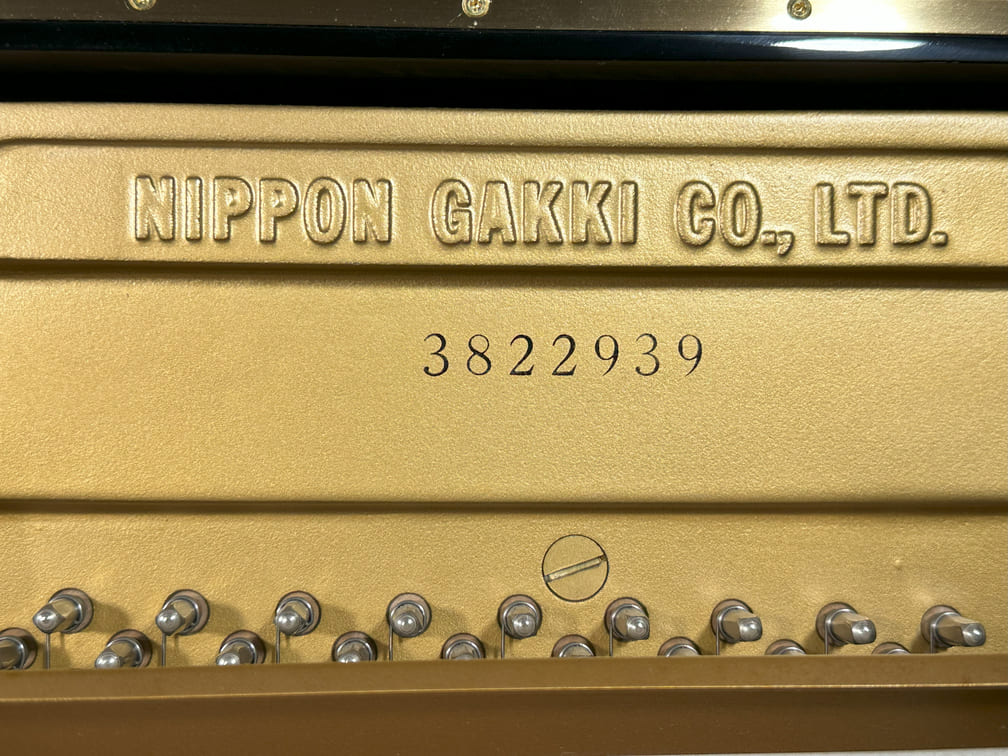 NIPPON GAKKI CO., LTD.
3822939